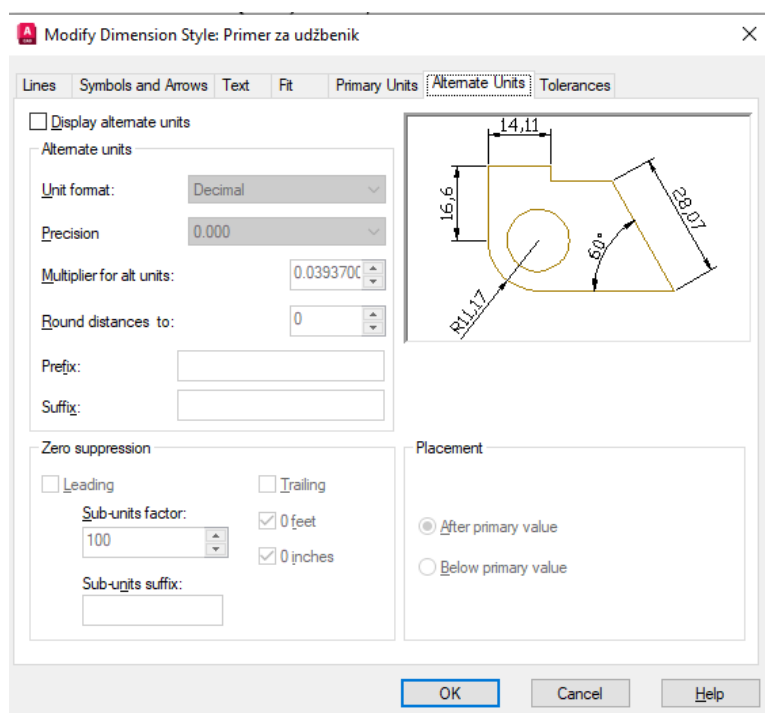 A
CAD
Modify Dimension Style: Primer za udžbenik
Lines Symbols and Arrows Text Fit Primary Units Alternate Units Tolerances
Display alternate units
Alternate units
Unit format: Decimal
Precision 0.000
Multiplier for alt units: 0.039370
Round distances to: 0
Prefix:
Suffix:
14,11
16,6
28,07
60°
R11,17
Zero suppression
Leading
Trailing
Sub-units factor:
100
0 feet
0 inches
Sub-units suffix:
Placement
After primary value
Below primary value
OK Cancel Help